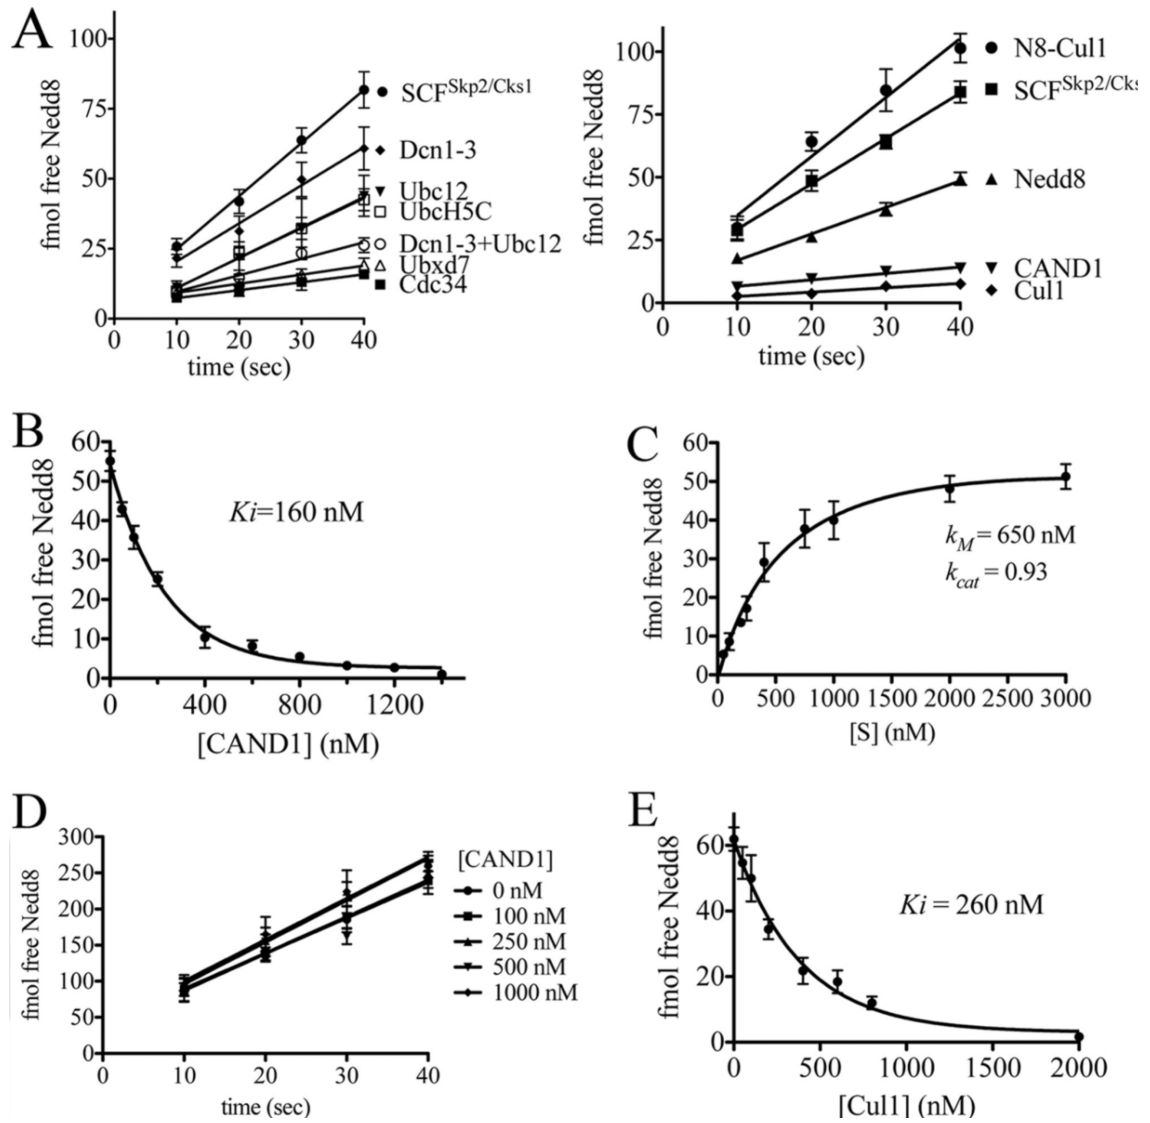 A
fmol free Nedd8
100
75
50
25
0
0
10
20
30
40
time (sec)
SCFSkp2/Cks1
Dcn1-3
Ubc12
UbcH5C
Dcn1-3+Ubc12
Ubxd7
Cdc34
fmol free Nedd8
100
75
50
25
0
0
10
20
30
40
time (sec)
N8-Cul1
SCFSkp2/Cks
Nedd8
CAND1
Cul1
B
fmol free Nedd8
60
50
40
30
20
10
0
0
400
800
1200
[CAND1] (nM)
Ki=160 nM
C
fmol free Nedd8
60
50
40
30
20
10
0
0
500
1000
1500
2000
2500
3000
[S] (nM)
kM = 650 nM
kcat = 0.93
D
fmol free Nedd8
300
250
200
150
100
50
0
0
10
20
30
40
time (sec)
[CAND1]
0 nM
100 nM
250 nM
500 nM
1000 nM
E
fmol free Nedd8
60
40
20
0
0
500
1000
1500
2000
[Cul1] (nM)
Ki = 260 nM